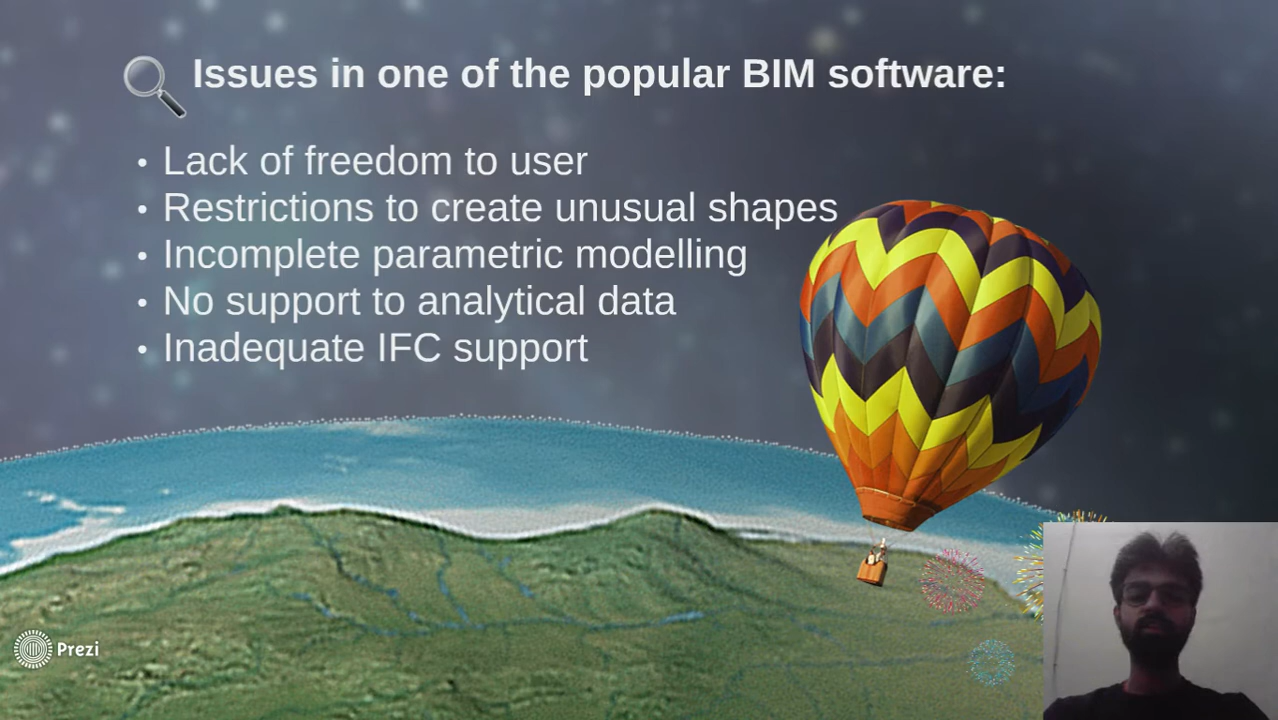 Issues in one of the popular BIM software:
• Lack of freedom to user
• Restrictions to create unusual shapes
• Incomplete parametric modelling
• No support to analytical data
• Inadequate IFC support
Prezi